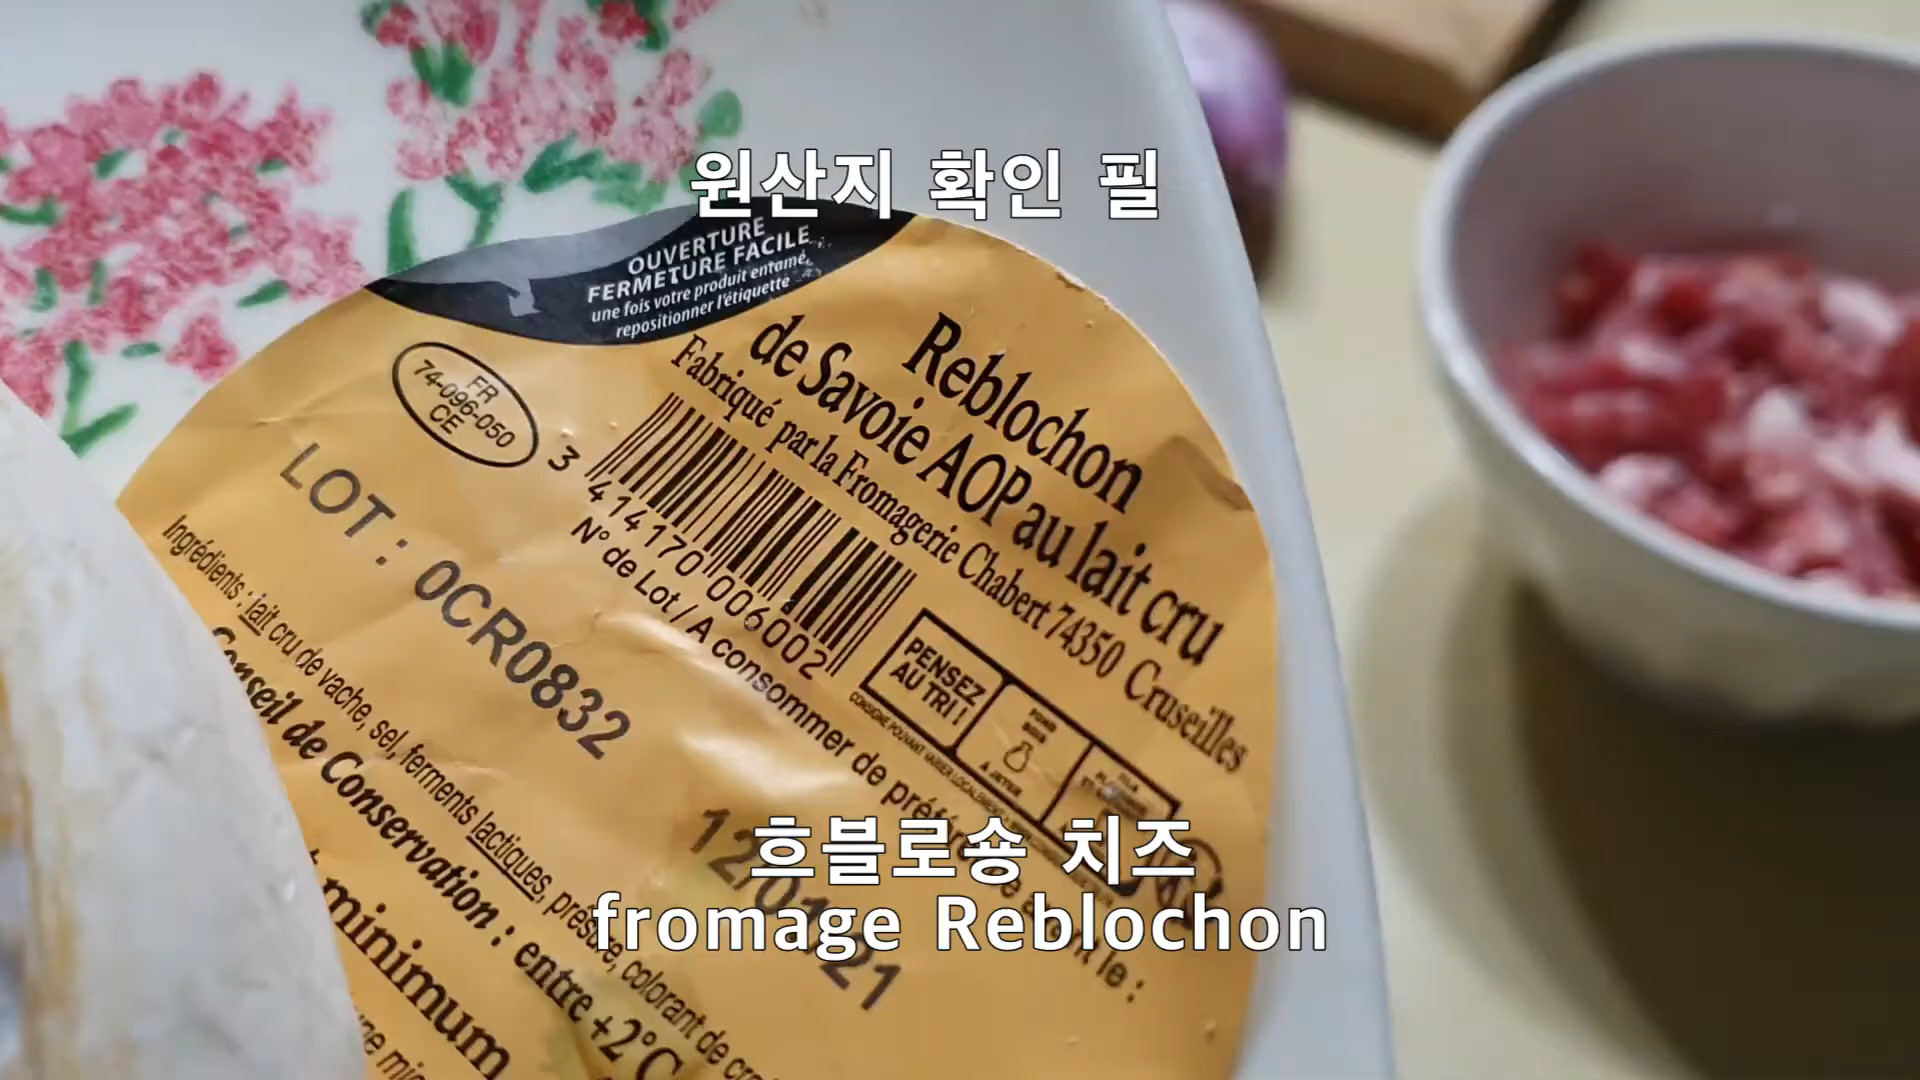 원산지 확인 필
OUVERTURE
FERMETURE FACILE
une fois votre produit entamé,
repositionner l'étiquette
Reblochon
de Savoie AOP au lait cru
Fabriqué par la Fromagerie Chabert 74350 Cruseilles
FR
74-096-050
CE
3 414170 006002
LOT : 0CR0832
N° de Lot / A consommer de préférence avant le :
PENSEZ
AU TRI !
A JETER
Ingrédients : lait cru de vache, sel, ferments lactiques, présure, colorant de
Conseil de Conservation : entre +2°C
minimum
흐블로숑 치즈
fromage Reblochon